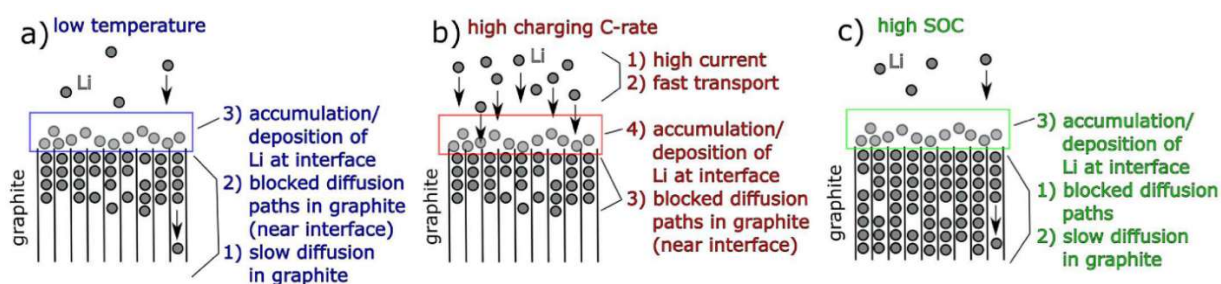 a) low temperature
Li
graphite
3) accumulation/
deposition of
Li at interface
2) blocked diffusion
paths in graphite
(near interface)
1) slow diffusion
in graphite
b) high charging C-rate
Li
graphite
1) high current
2) fast transport
4) accumulation/
deposition of
Li at interface
3) blocked diffusion
paths in graphite
(near interface)
c) high SOC
Li
graphite
3) accumulation/
deposition of
Li at interface
1) blocked diffusion
paths
2) slow diffusion
in graphite